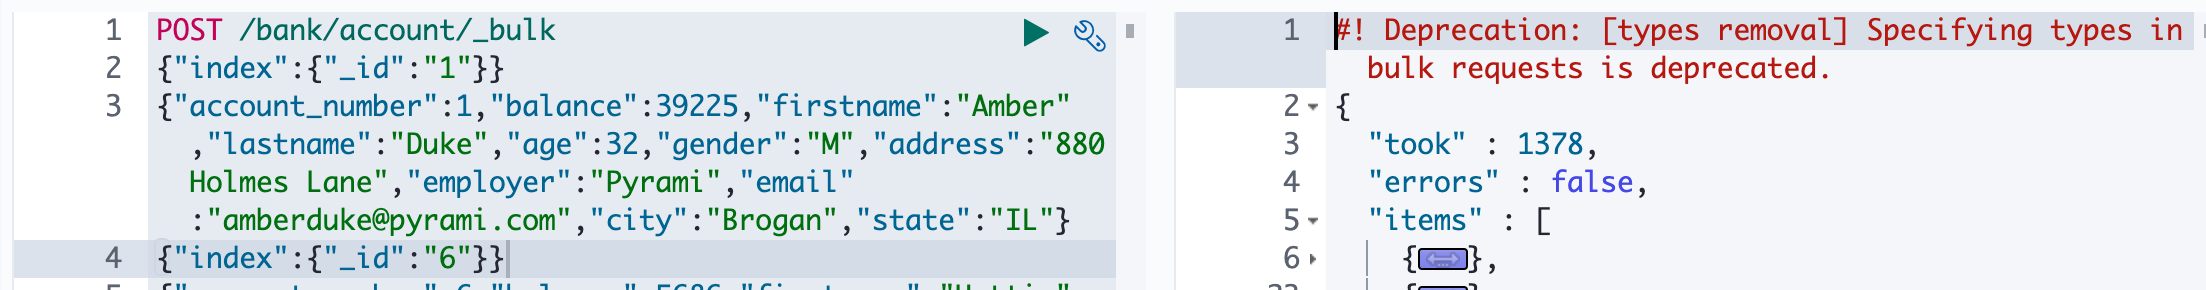 1 POST /bank/account/_bulk
2 {"index":{"_id":"1"}}
3 {"account_number":1,"balance":39225,"firstname":"Amber"
,"lastname":"Duke","age":32,"gender":"M","address":"880
Holmes Lane","employer":"Pyrami","email"
:"amberduke@pyrami.com","city":"Brogan","state":"IL"}
4 {"index":{"_id":"6"}}
1 #! Deprecation: [types removal] Specifying types in
bulk requests is deprecated.
2 {
3 "took" : 1378,
4 "errors" : false,
5 "items" : [
6 {},